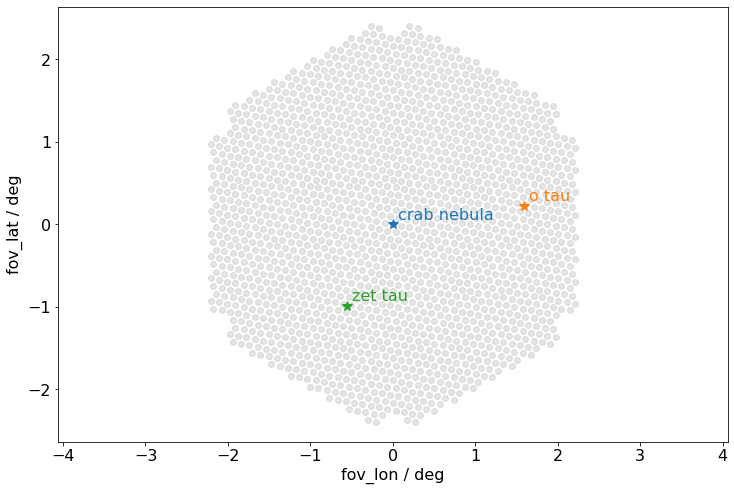 2
1
0
−1
−2
fov_lat / deg
o tau
crab nebula
zet tau
−4 −3 −2 −1 0 1 2 3 4
fov_lon / deg